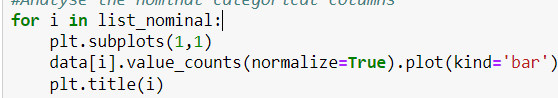 #Analyse the nominal categorical columns
for i in list_nominal:
    plt.subplots(1,1)
    data[i].value_counts(normalize=True).plot(kind='bar')
    plt.title(i)